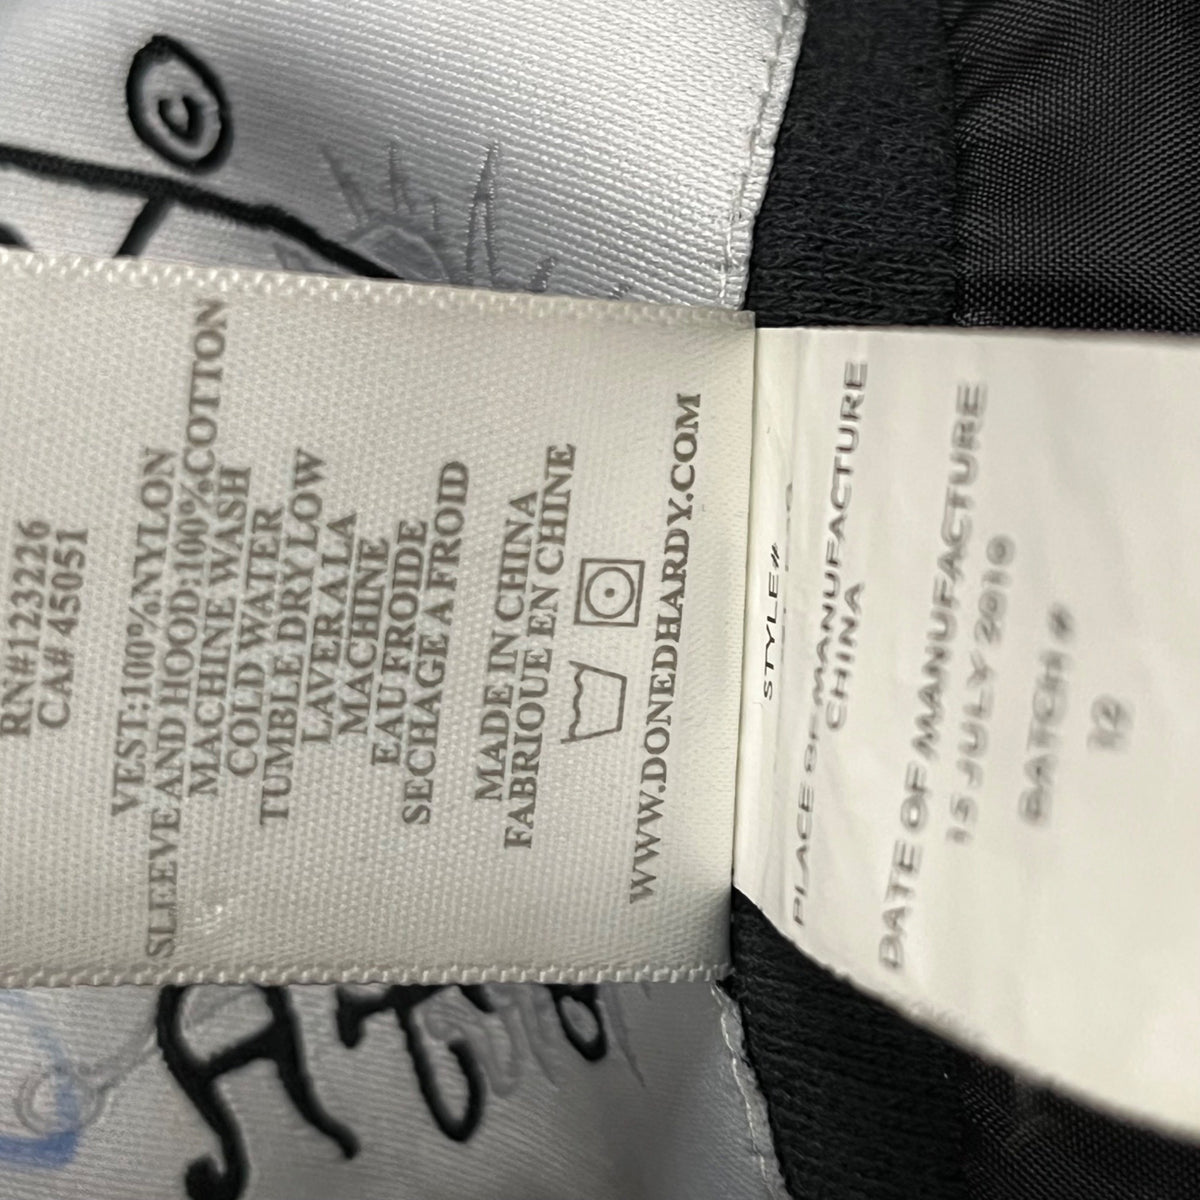 ©
RN#123226
CA# 45051
VEST:100%NYLON
SLEEVE AND HOOD:100%COTTON
MACHINE WASH
COLD WATER
TUMBLE DRY LOW
LAVER A LA
MACHINE
EAU FROIDE
SECHAGE A FROID
MADE IN CHINA
FABRIOUE EN CHINE
WWW.DONEDHARDY.COM
STYLE#
PLACE OF MANUFACTURE
CHINA
DATE OF MANUFACTURE
15 JULY 2010
BATCH #